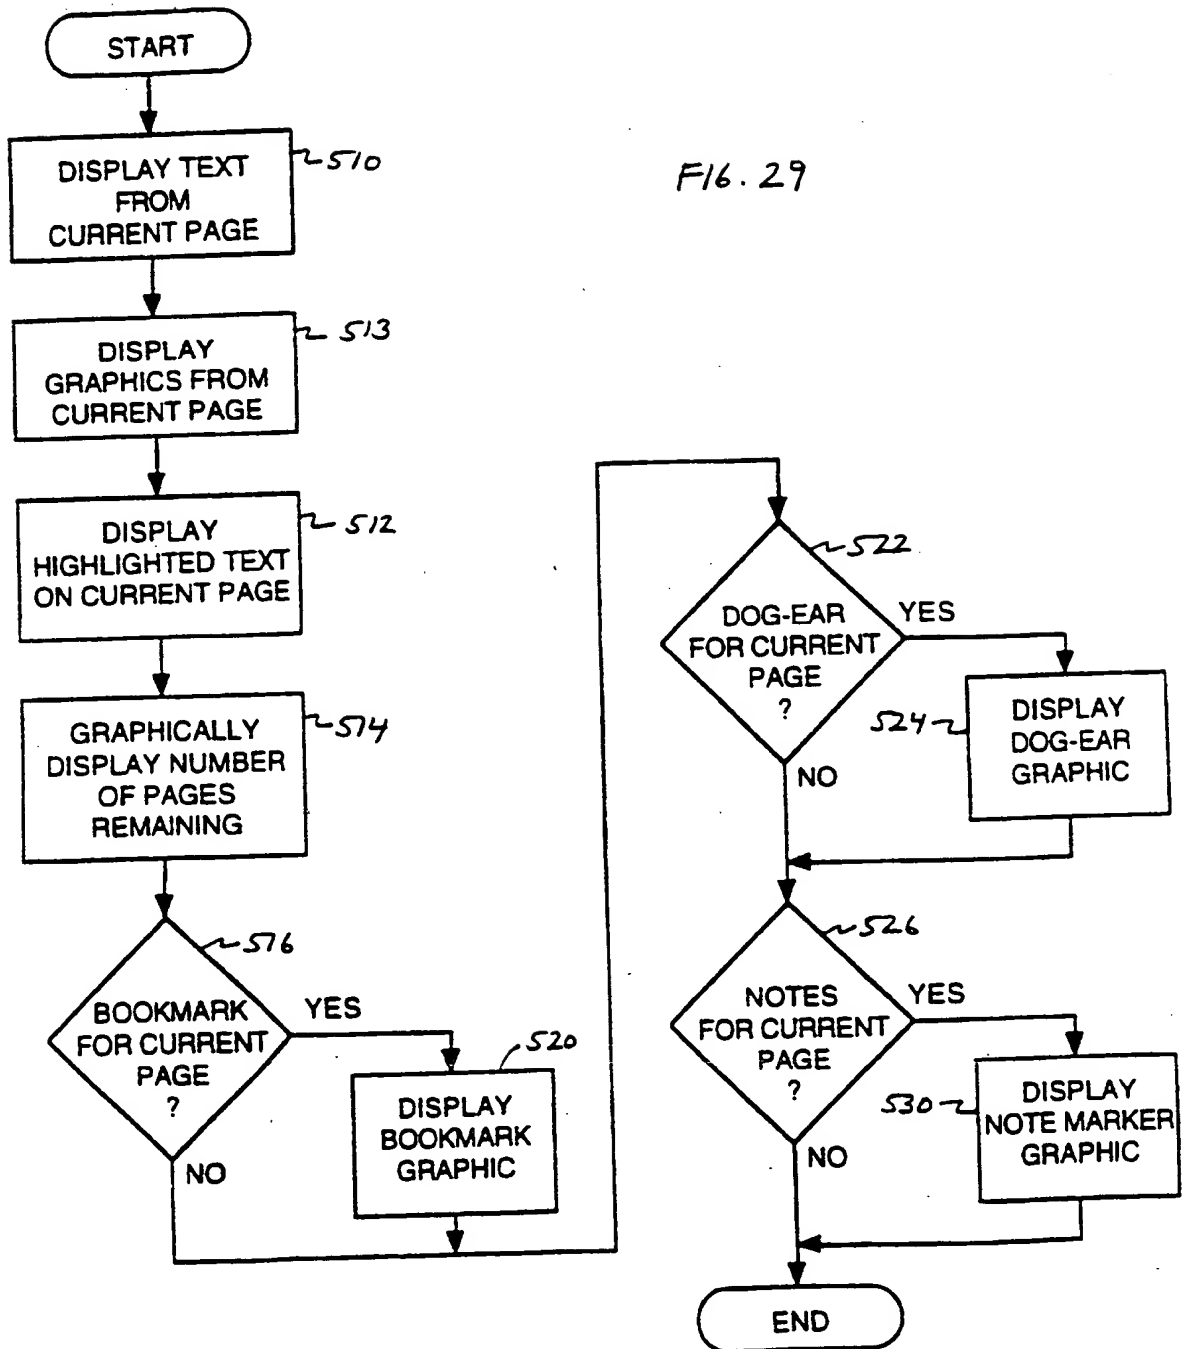 START
DISPLAY TEXT
FROM
CURRENT PAGE
510
FIG. 29
DISPLAY
GRAPHICS FROM
CURRENT PAGE
513
DISPLAY
HIGHLIGHTED TEXT
ON CURRENT PAGE
512
GRAPHICALLY
DISPLAY NUMBER
OF PAGES
REMAINING
514
BOOKMARK
FOR CURRENT
PAGE
?
516
YES
NO
DISPLAY
BOOKMARK
GRAPHIC
520
DOG-EAR
FOR CURRENT
PAGE
?
522
YES
NO
DISPLAY
DOG-EAR
GRAPHIC
524
NOTES
FOR CURRENT
PAGE
?
526
YES
NO
DISPLAY
NOTE MARKER
GRAPHIC
530
END